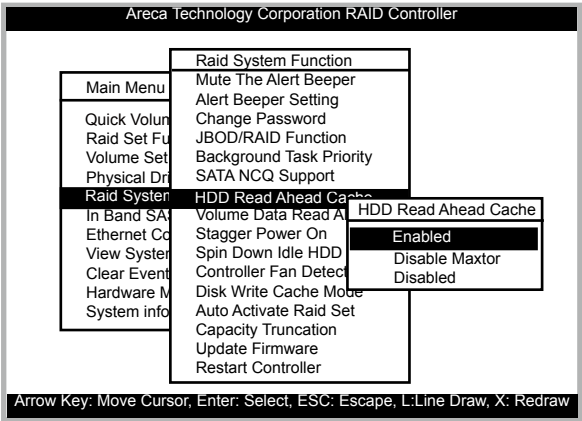 Areca Technology Corporation RAID Controller
Main Menu
Quick Volum
Raid Set Fu
Volume Set
Physical Dri
Raid System
In Band SA
Ethernet Co
View System
Clear Event
Hardware M
System info
Raid System Function
Mute The Alert Beeper
Alert Beeper Setting
Change Password
JBOD/RAID Function
Background Task Priority
SATA NCQ Support
HDD Read Ahead Cache
Volume Data Read A
Stagger Power On
Spin Down Idle HDD
Controller Fan Detect
Disk Write Cache Mode
Auto Activate Raid Set
Capacity Truncation
Update Firmware
Restart Controller
HDD Read Ahead Cache
Enabled
Disable Maxtor
Disabled
Arrow Key: Move Cursor, Enter: Select, ESC: Escape, L:Line Draw, X: Redraw